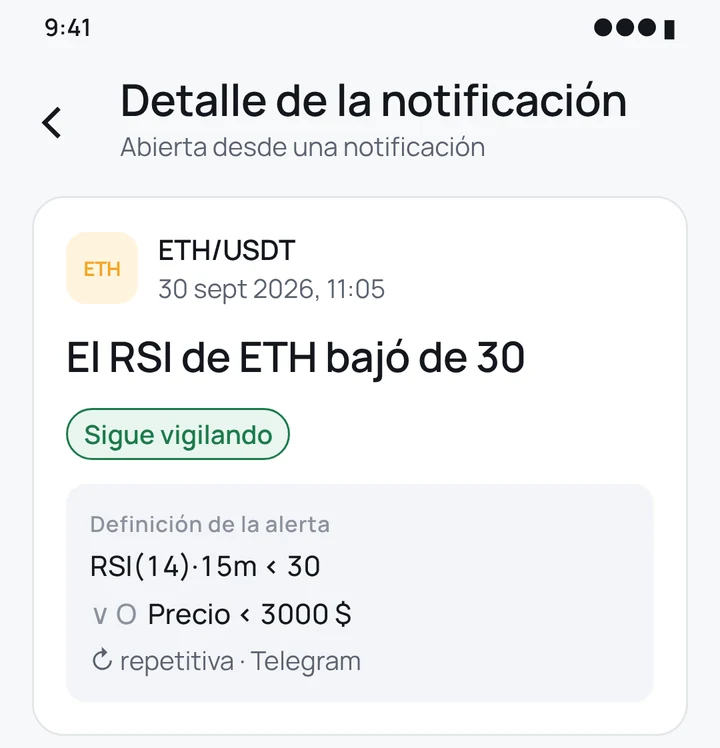 9:41
Detalle de la notificación
Abierta desde una notificación
ETH
ETH/USDT
30 sept 2026, 11:05
El RSI de ETH bajó de 30
Sigue vigilando
Definición de la alerta
RSI(14)·15m < 30
∨ O Precio < 3000 $
↻ repetitiva · Telegram